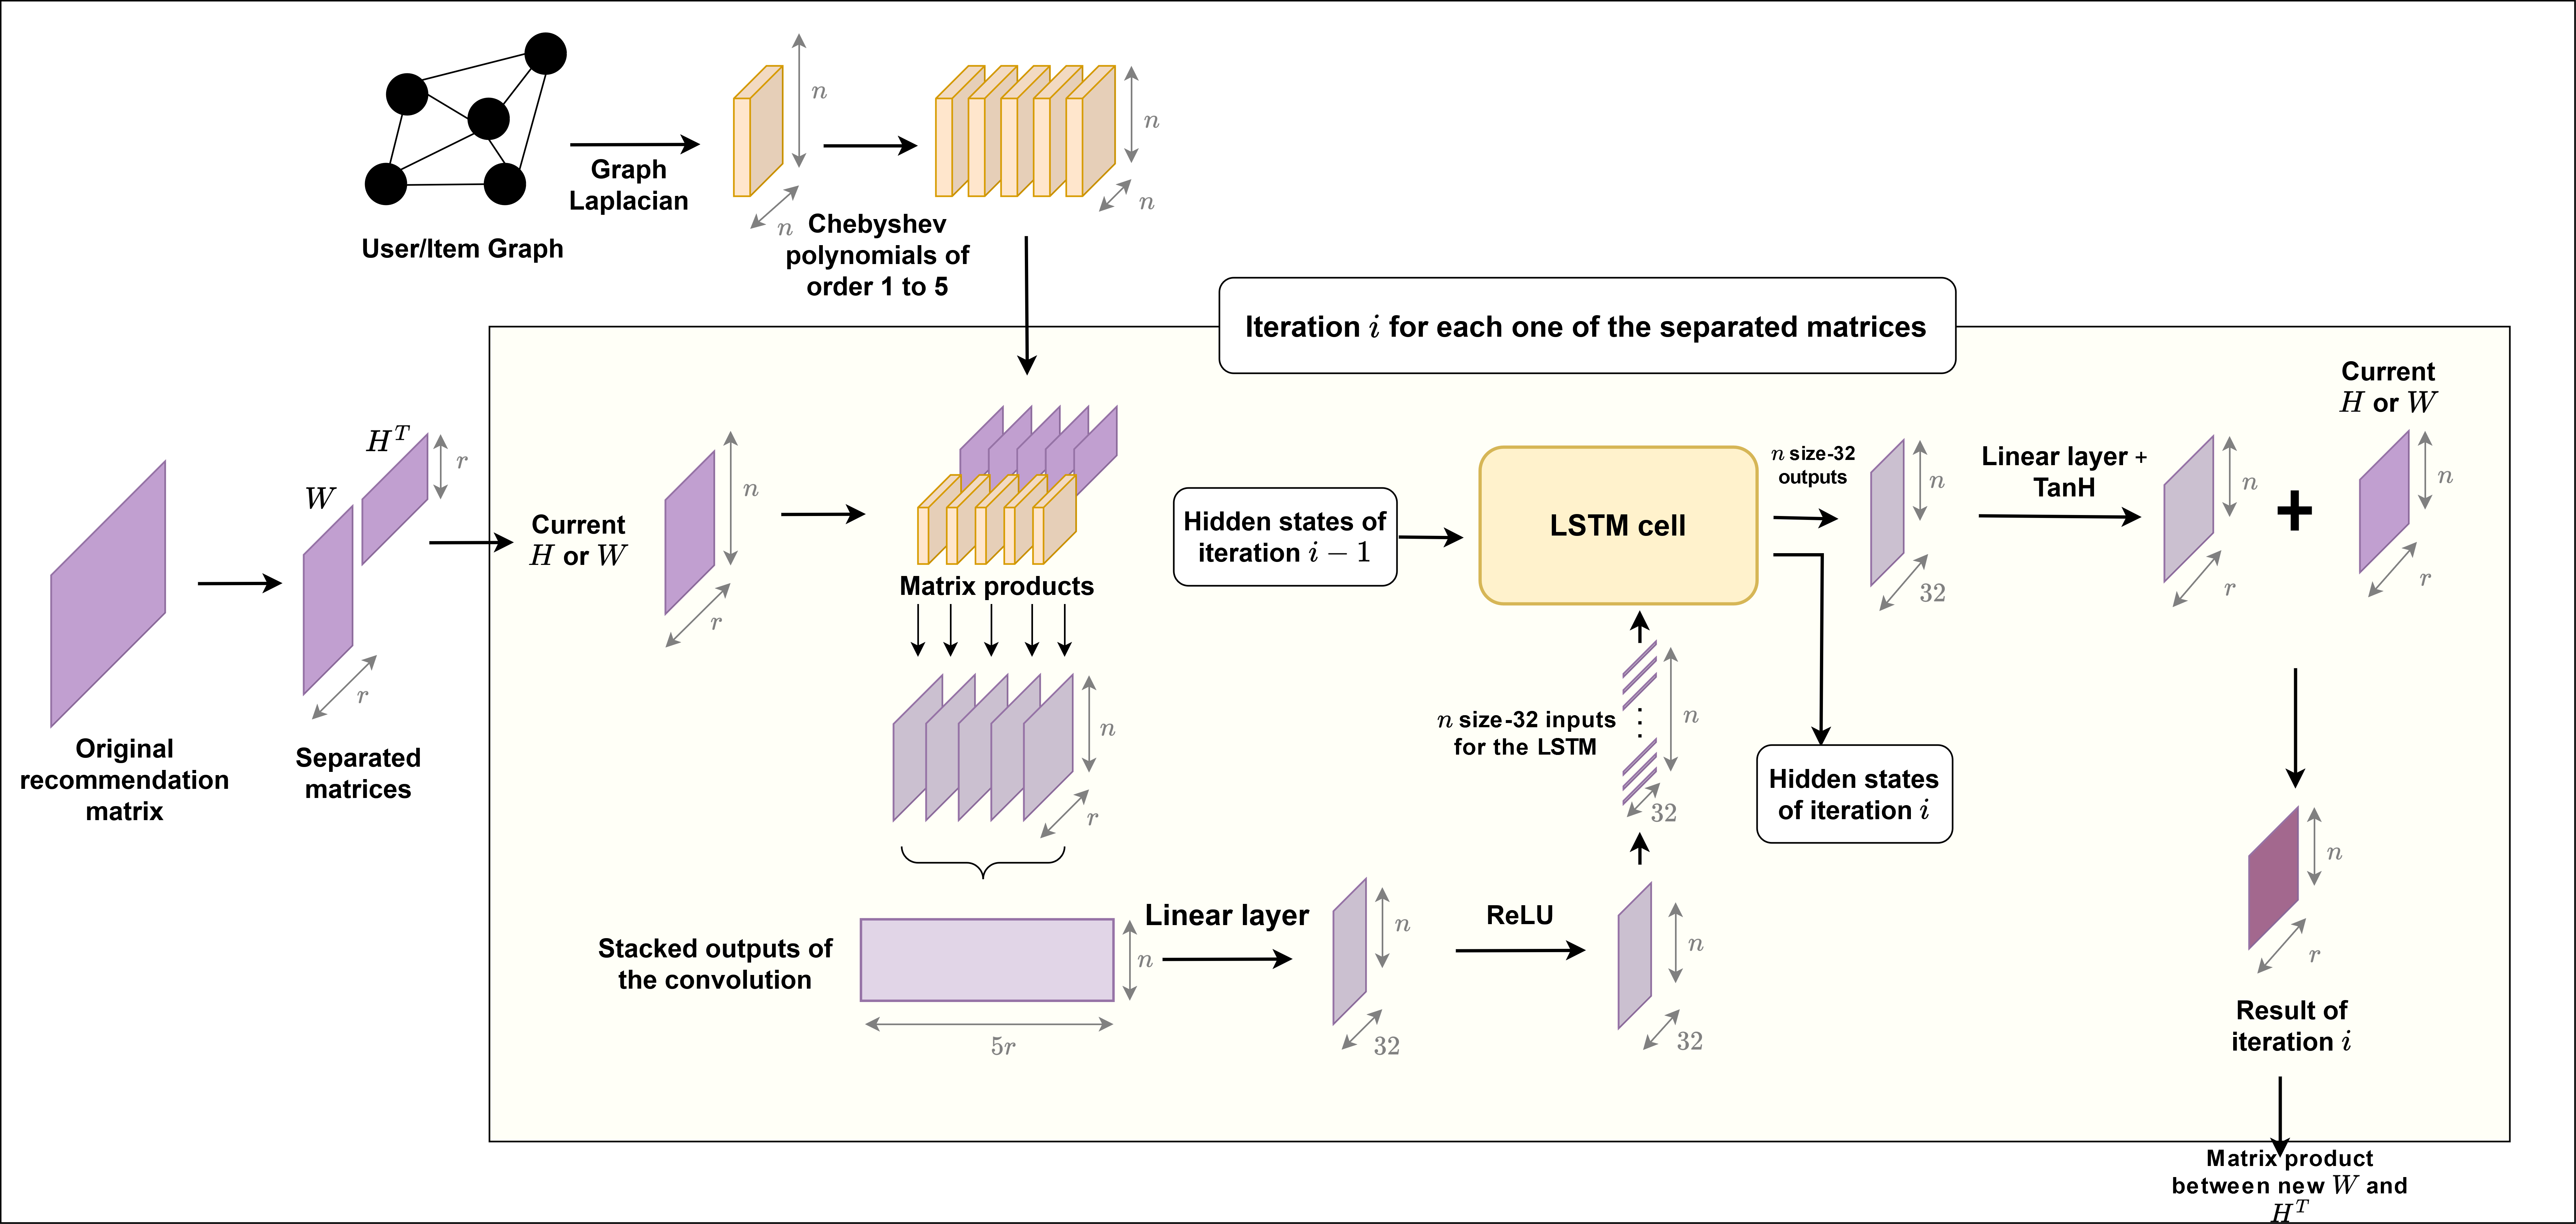 n
n
n
n
Graph
Laplacian
User/Item Graph
Chebyshev
polynomials of
order 1 to 5
Iteration i for each one of the separated matrices
H^T
r
W
r
Original
recommendation
matrix
Separated
matrices
Current
H or W
n
r
Matrix products
n
r
Stacked outputs of
the convolution
n
5r
Linear layer
n
32
ReLU
n
32
n size-32 inputs
for the LSTM
n
32
Hidden states of
iteration i − 1
LSTM cell
n size-32
outputs
n
32
Hidden states
of iteration i
Linear layer +
TanH
n
r
+
Current
H or W
n
r
n
r
Result of
iteration i
Matrix product
between new W and
H^T